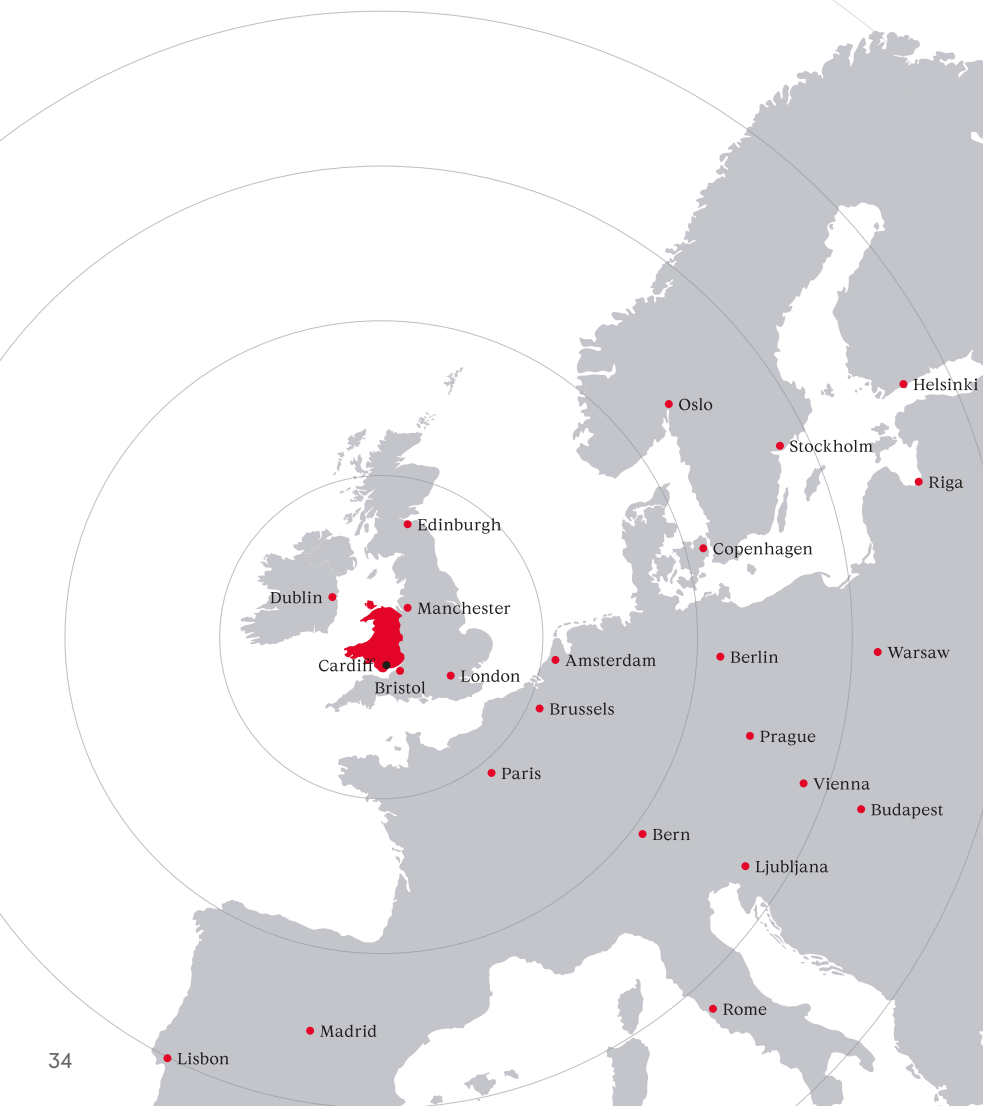 Helsinki
Oslo
Stockholm
Riga
Edinburgh
Copenhagen
Dublin
Manchester
Warsaw
Berlin
Amsterdam
Cardiff
London
Bristol
Brussels
Prague
Paris
Vienna
Budapest
Bern
Ljubljana
Rome
Madrid
Lisbon
34